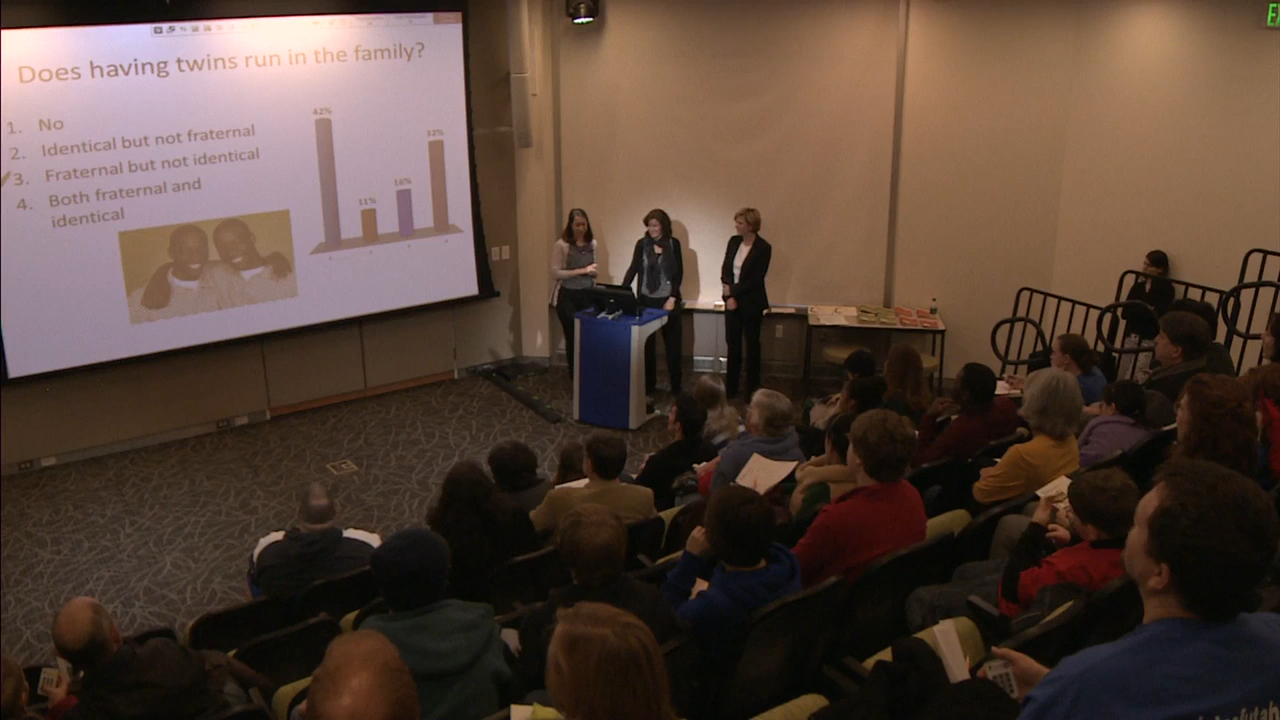 Does having twins run in the family?
1. No
2. Identical but not fraternal
3. Fraternal but not identical
4. Both fraternal and
identical
42%
11%
16%
32%